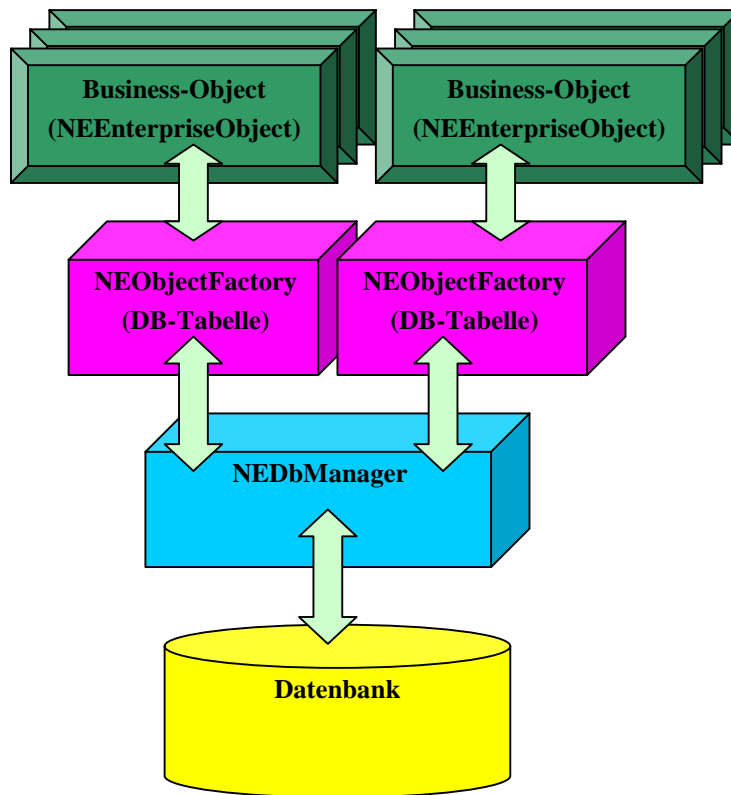 Business-Object
(NEEnterpriseObject)
Business-Object
(NEEnterpriseObject)
NEObjectFactory
(DB-Tabelle)
NEObjectFactory
(DB-Tabelle)
NEDbManager
Datenbank